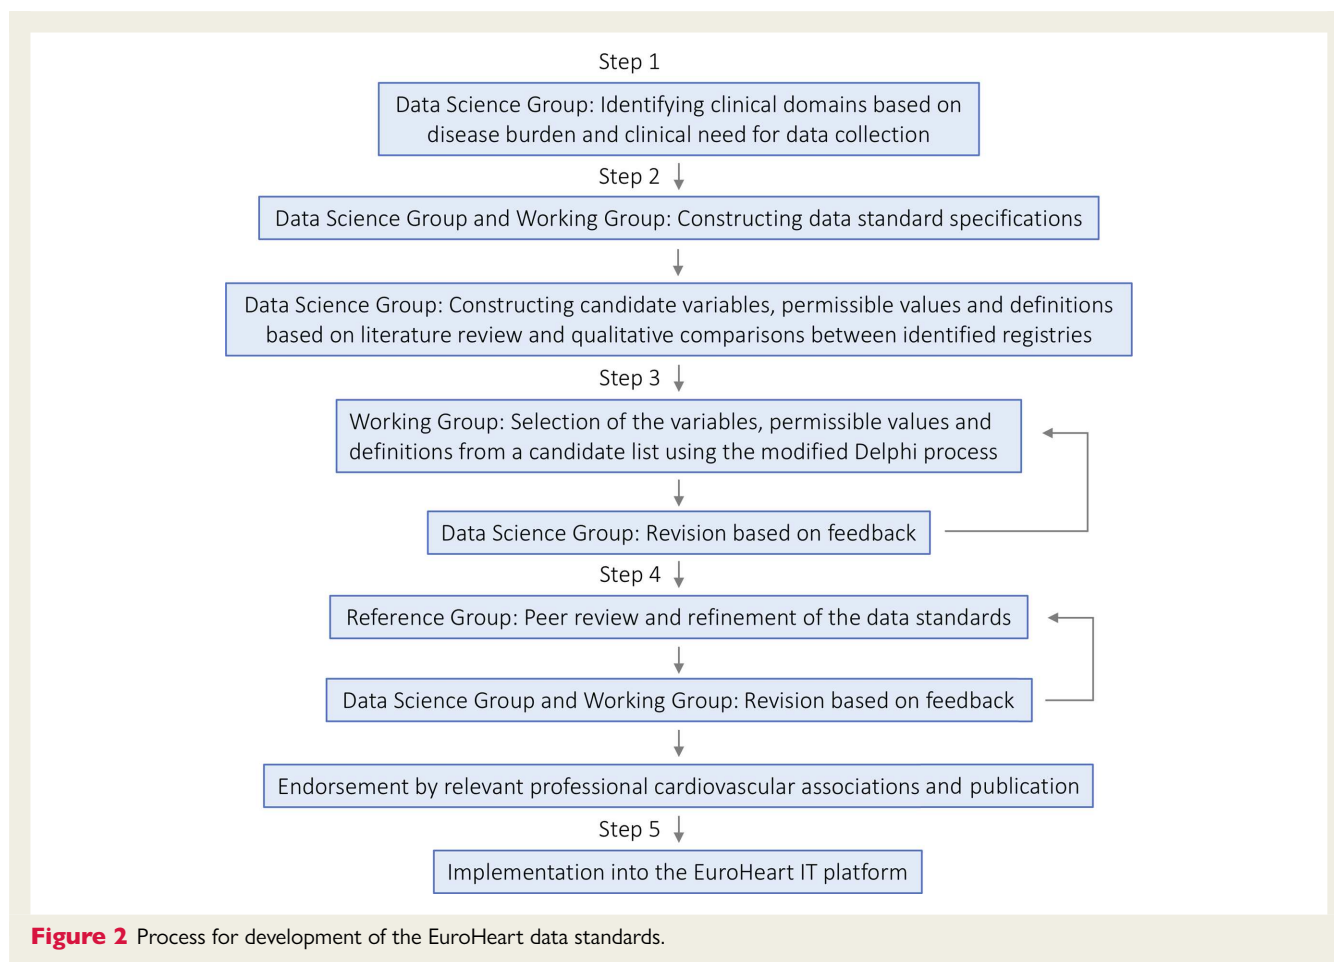 Step 1
Data Science Group: Identifying clinical domains based on
disease burden and clinical need for data collection
Step 2
Data Science Group and Working Group: Constructing data standard specifications
Data Science Group: Constructing candidate variables, permissible values and definitions
based on literature review and qualitative comparisons between identified registries
Step 3
Working Group: Selection of the variables, permissible values and
definitions from a candidate list using the modified Delphi process
Data Science Group: Revision based on feedback
Step 4
Reference Group: Peer review and refinement of the data standards
Data Science Group and Working Group: Revision based on feedback
Endorsement by relevant professional cardiovascular associations and publication
Step 5
Implementation into the EuroHeart IT platform
Figure 2 Process for development of the EuroHeart data standards.